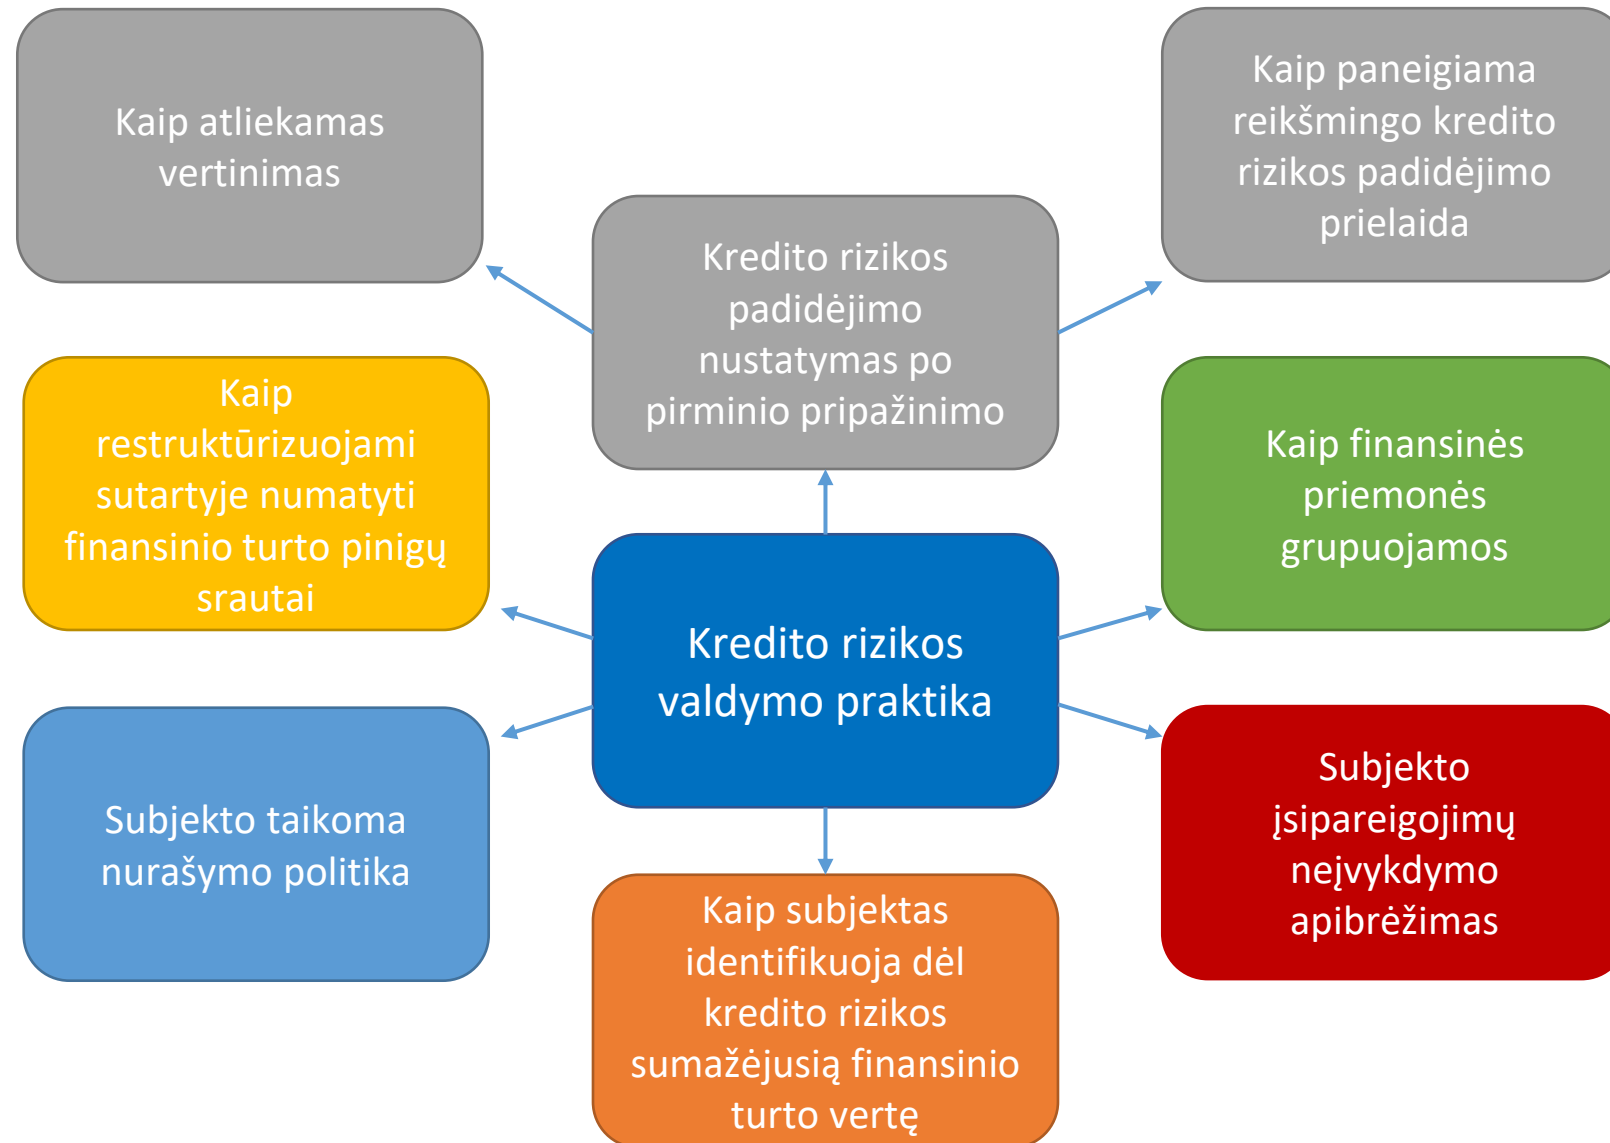 Kaip atliekamas
vertinimas
Kaip paneigiama
reikšmingo kredito
rizikos padidėjimo
prielaida
Kredito rizikos
padidėjimo
nustatymas po
pirminio pripažinimo
Kaip
restruktūrizuojami
sutartyje numatyti
finansinio turto pinigų
srautai
Kaip finansinės
priemonės
grupuojamos
Kredito rizikos
valdymo praktika
Subjekto taikoma
nurašymo politika
Subjekto
įsipareigojimų
neįvykdymo
apibrėžimas
Kaip subjektas
identifikuoja dėl
kredito rizikos
sumažėjusią finansinio
turto vertę